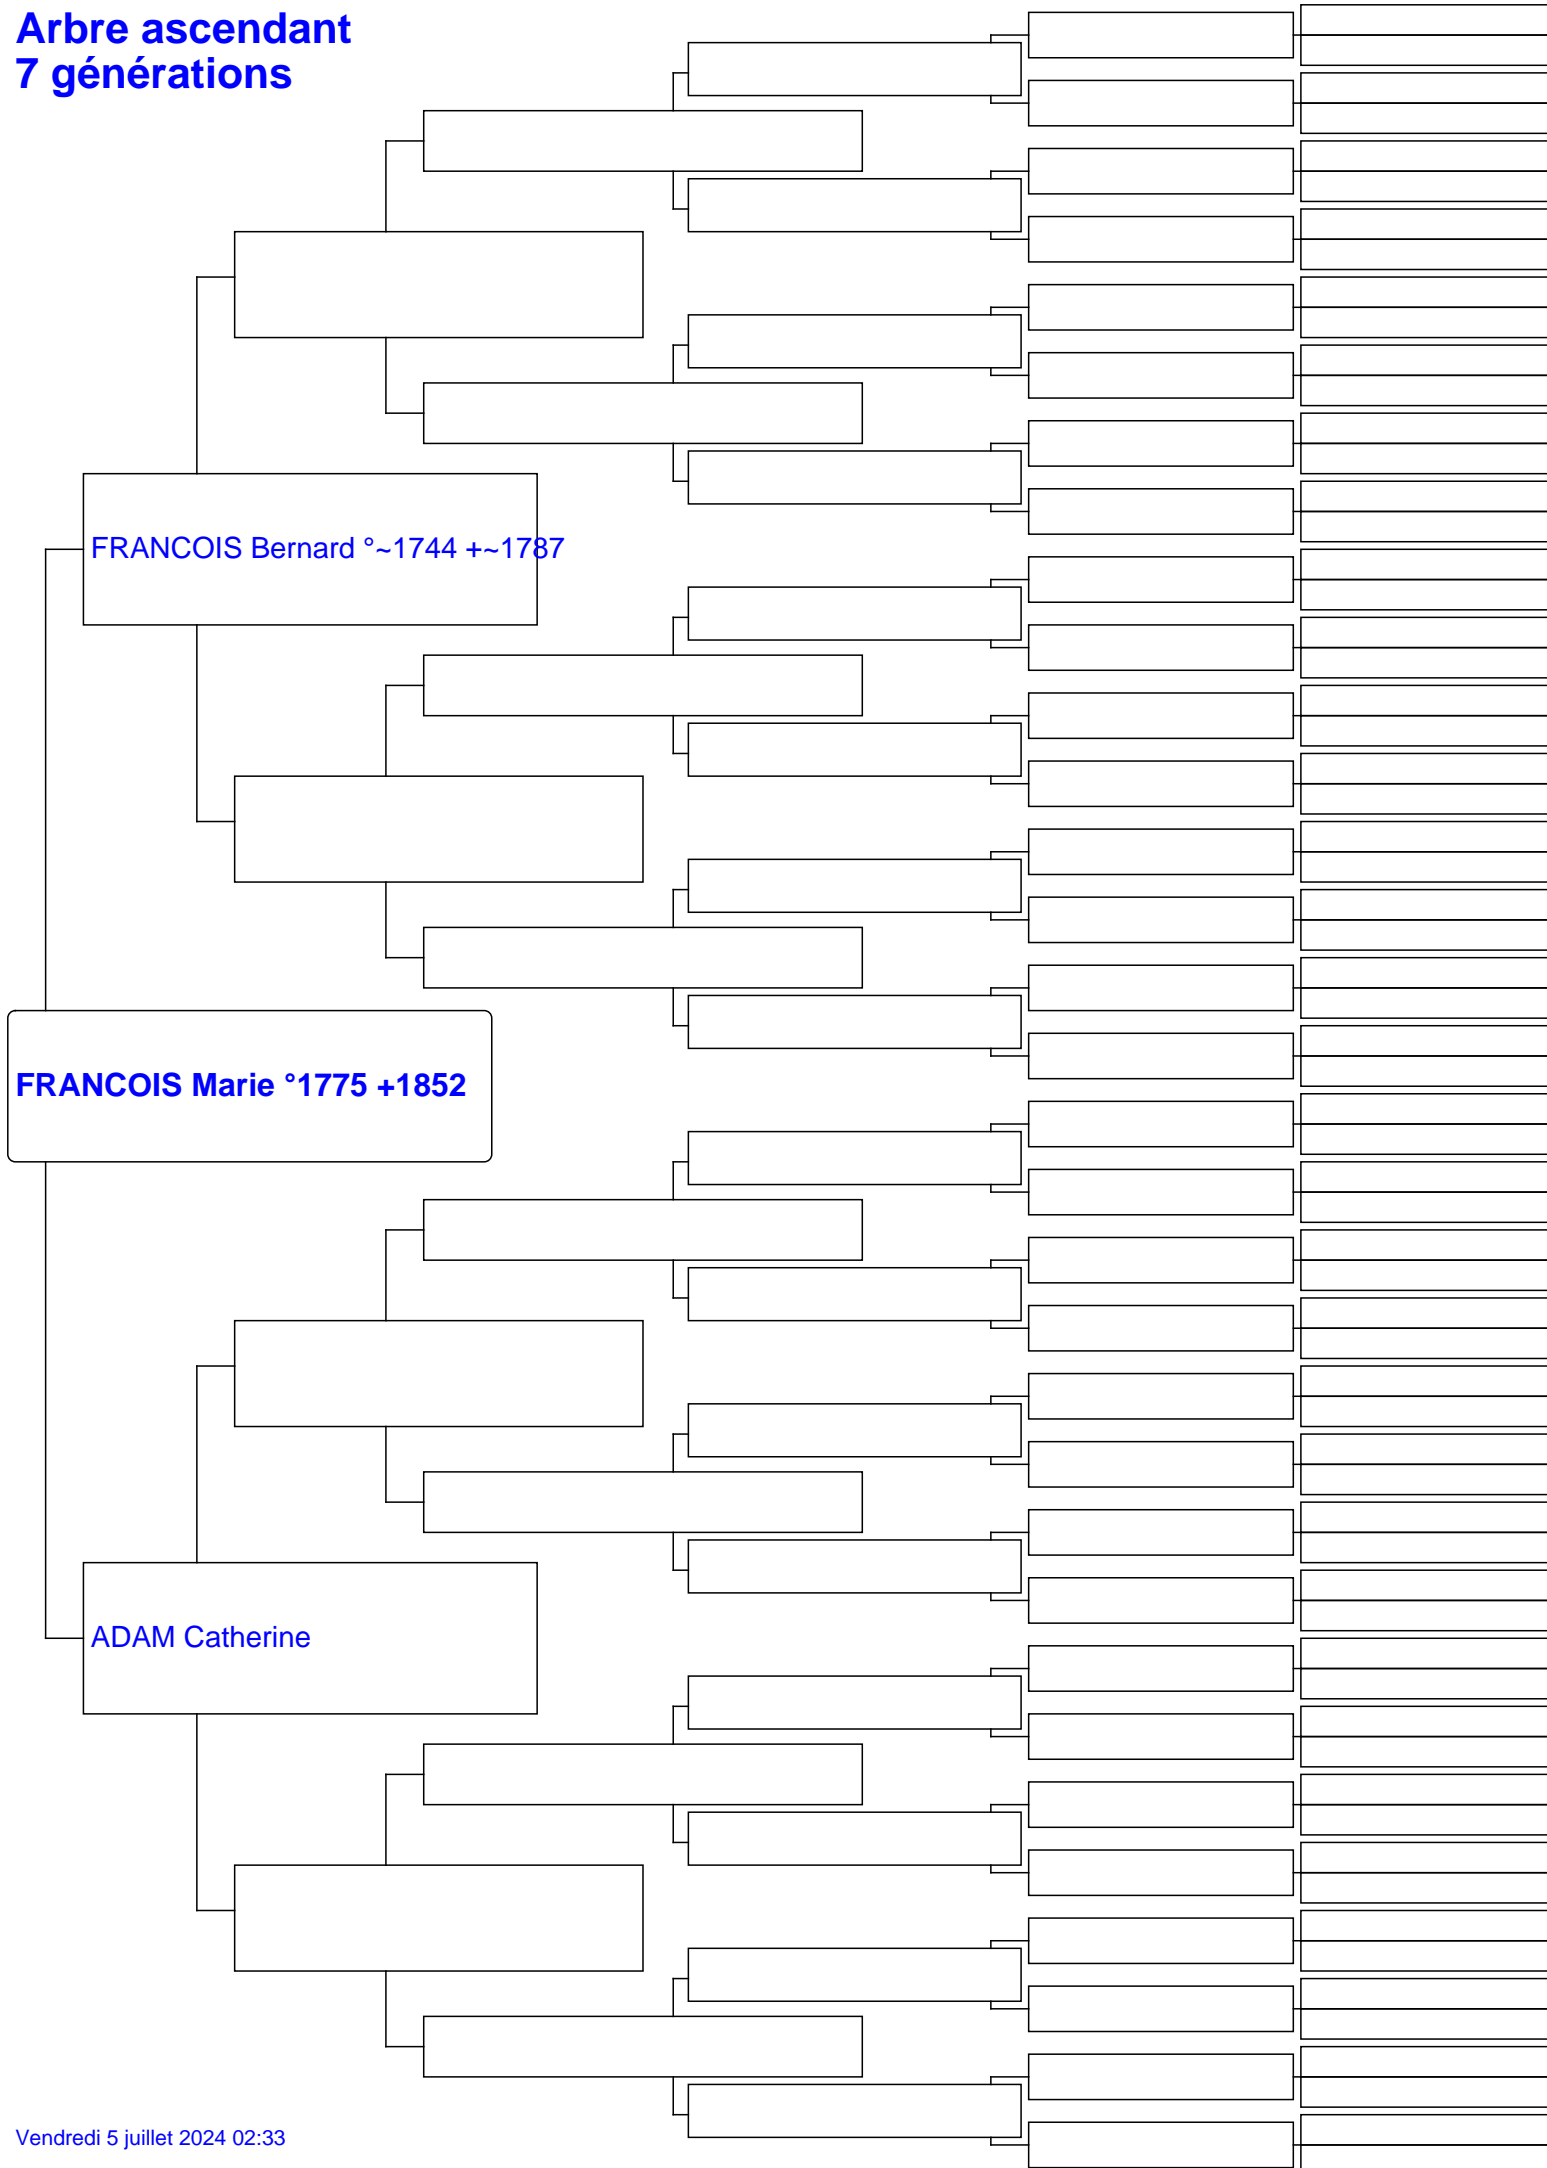 Arbre ascendant
7 générations
FRANCOIS Bernard °~1744 +~1787
FRANCOIS Marie °1775 +1852
ADAM Catherine
Vendredi 5 juillet 2024 02:33